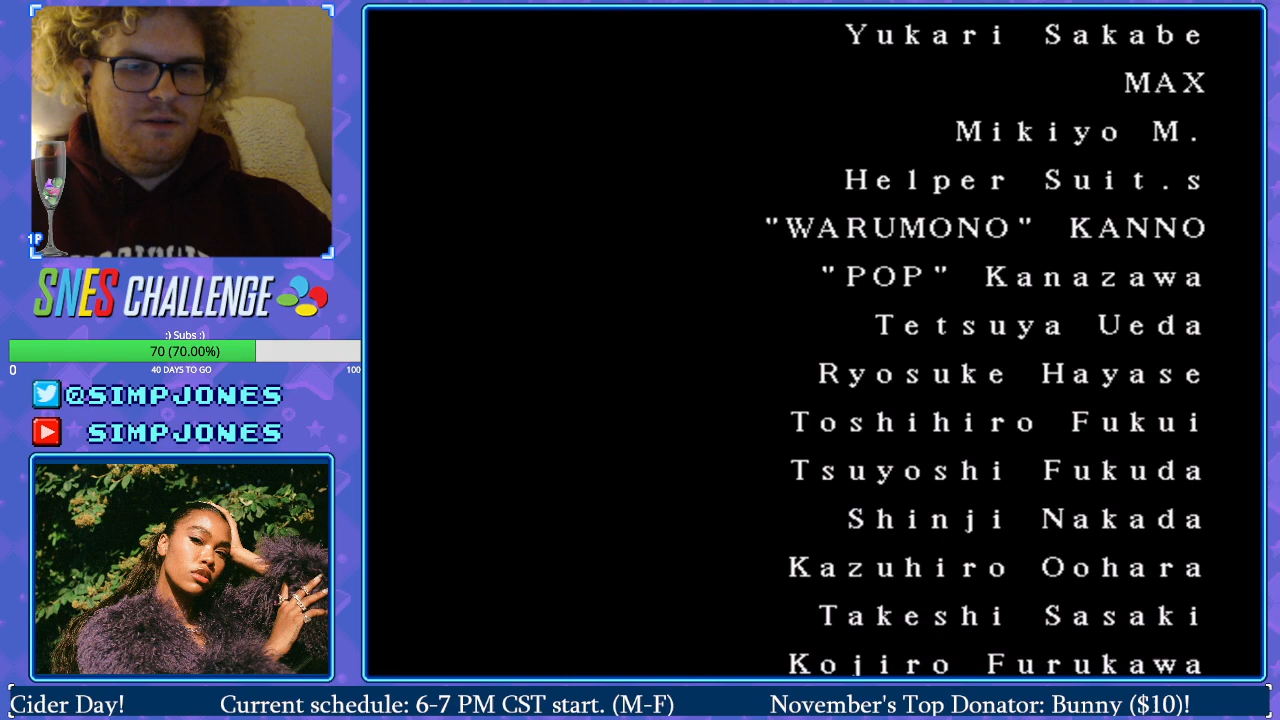 1P
SNES CHALLENGE
:) Subs :)
70 (70.00%)
0
40 DAYS TO GO
100
@SIMPJONES
SIMPJONES
Yukari Sakabe
MAX
Mikiyo M.
Helper Suit.s
"WARUMONO" KANNO
"POP" Kanazawa
Tetsuya Ueda
Ryosuke Hayase
Toshihiro Fukui
Tsuyoshi Fukuda
Shinji Nakada
Kazuhiro Oohara
Takeshi Sasaki
Kojiro Furukawa
Cider Day! Current schedule: 6-7 PM CST start. (M-F) November's Top Donator: Bunny ($10)!